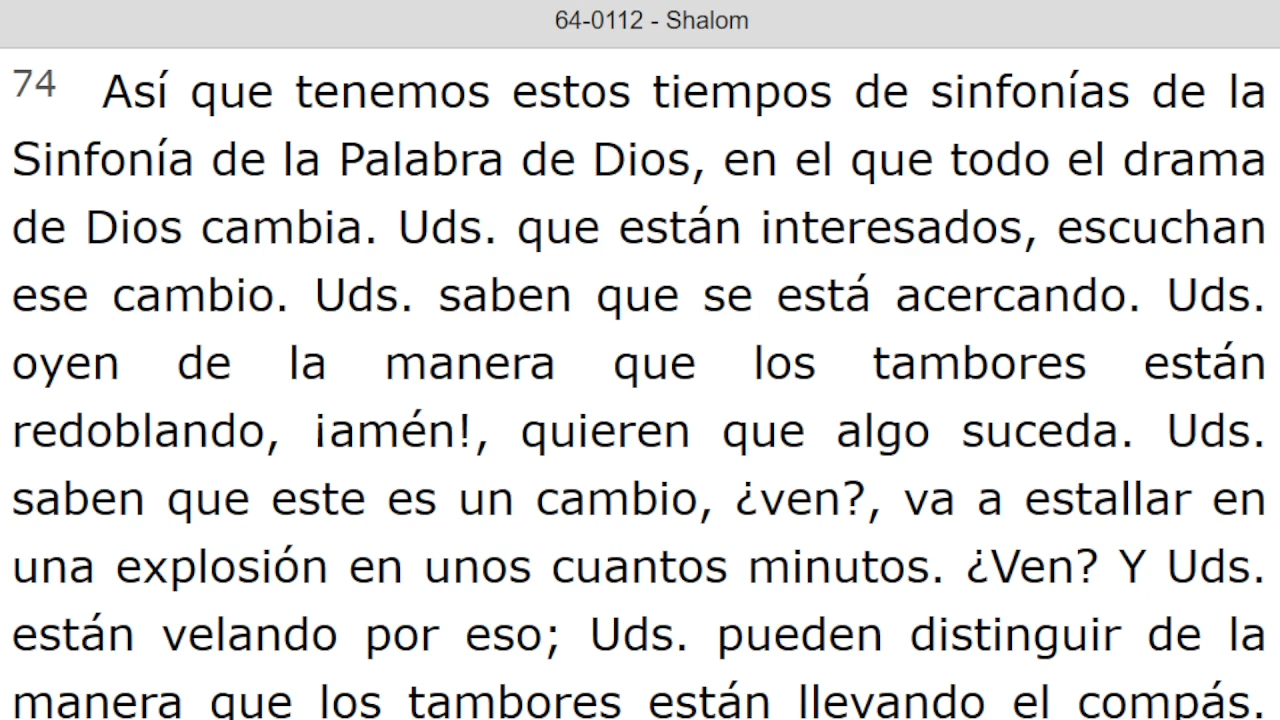 64-0112 - Shalom
74 Así que tenemos estos tiempos de sinfonías de la
Sinfonía de la Palabra de Dios, en el que todo el drama
de Dios cambia. Uds. que están interesados, escuchan
ese cambio. Uds. saben que se está acercando. Uds.
oyen de la manera que los tambores están
redoblando, ¡amén!, quieren que algo suceda. Uds.
saben que este es un cambio, ¿ven?, va a estallar en
una explosión en unos cuantos minutos. ¿Ven? Y Uds.
están velando por eso; Uds. pueden distinguir de la
manera que los tambores están llevando el compás.